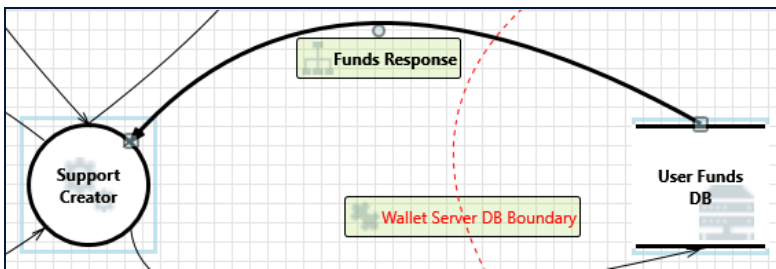 Funds Response
Support
Creator
User Funds
DB
Wallet Server DB Boundary